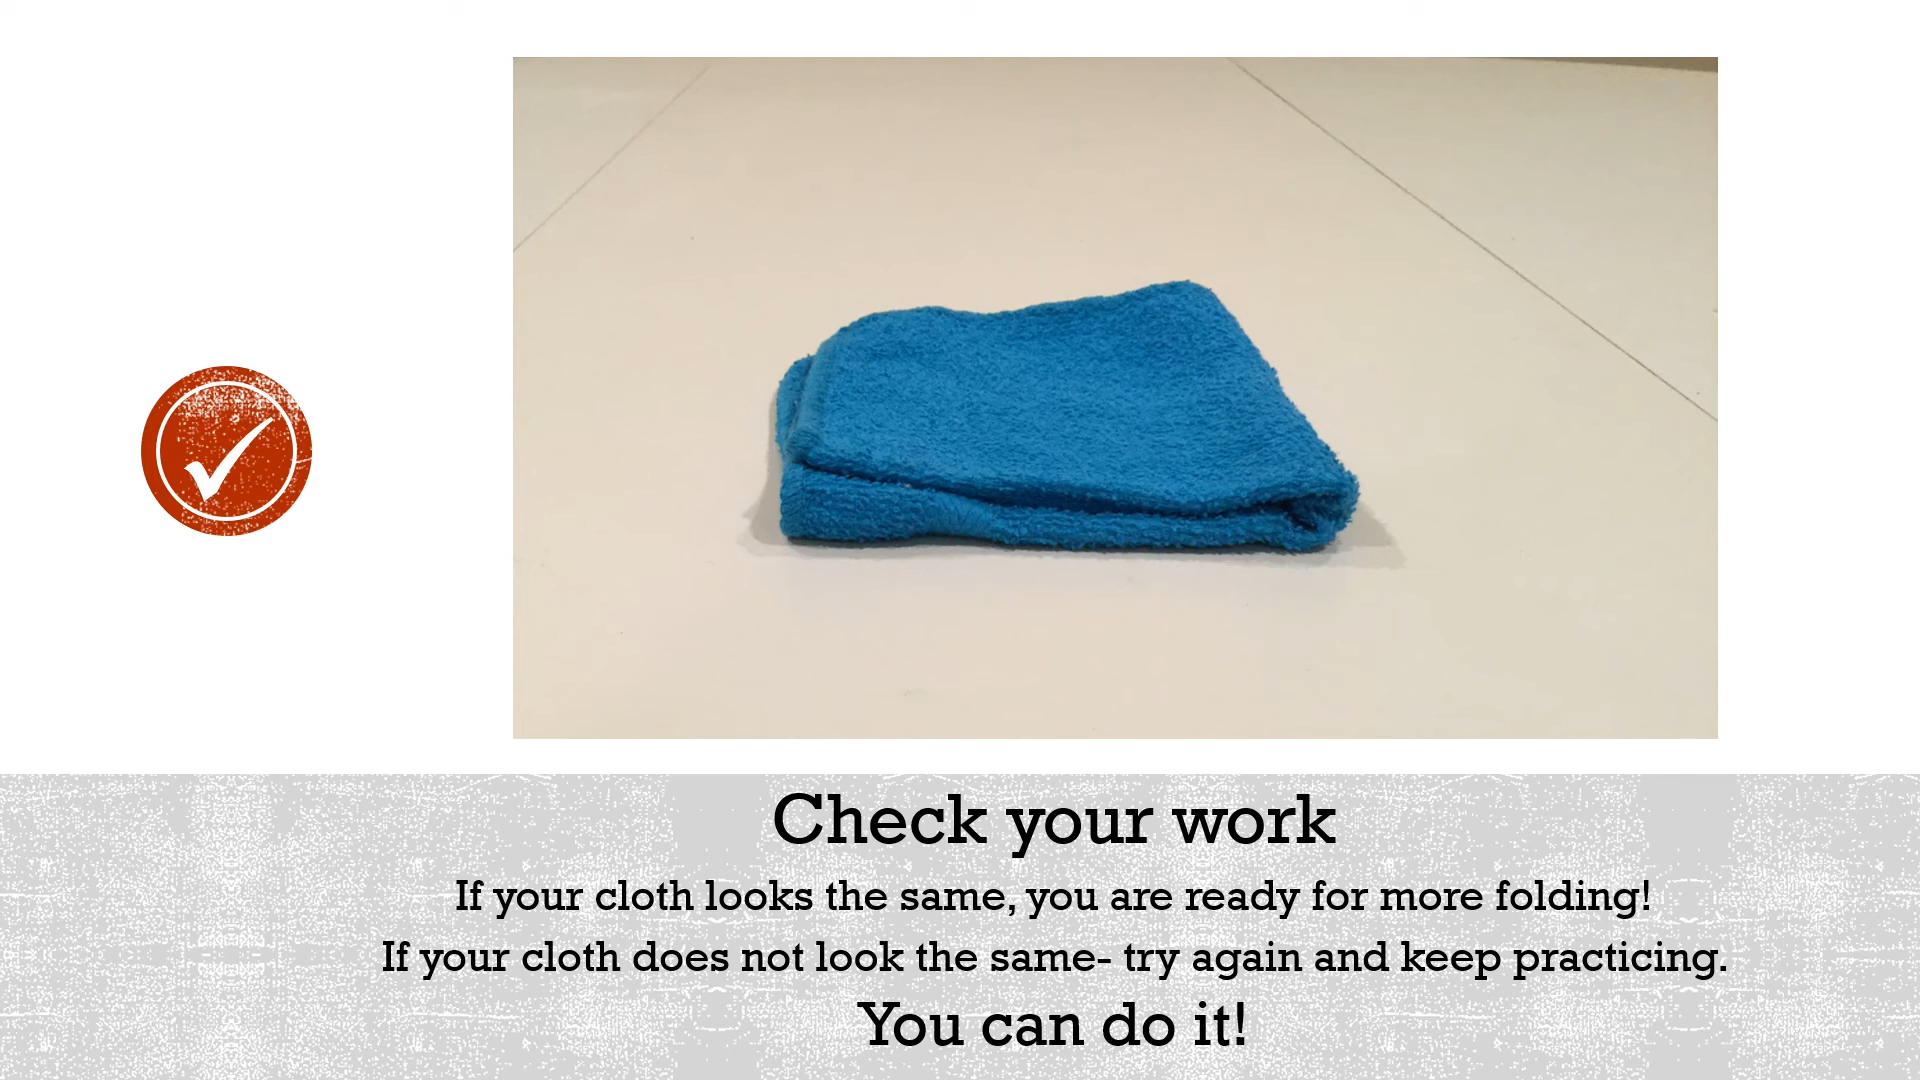 Check your work
If your cloth looks the same, you are ready for more folding!
If your cloth does not look the same- try again and keep practicing.
You can do it!